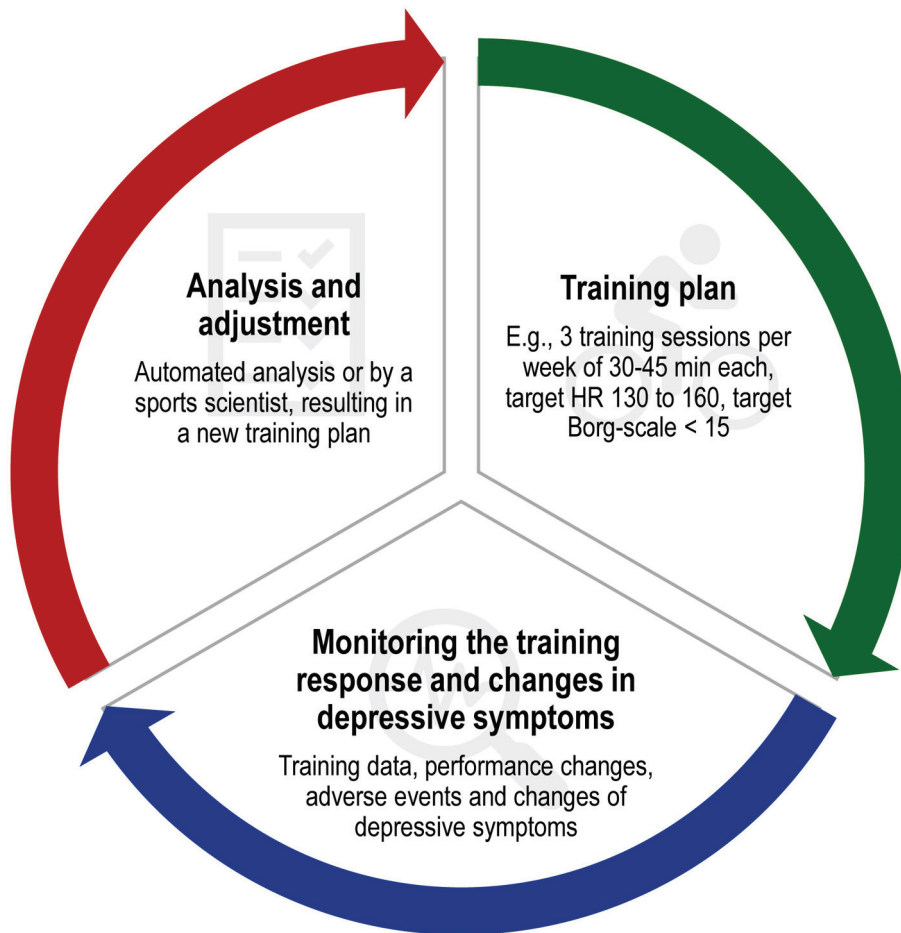 Analysis and
adjustment
Automated analysis or by a
sports scientist, resulting in
a new training plan
Training plan
E.g., 3 training sessions per
week of 30-45 min each,
target HR 130 to 160, target
Borg-scale < 15
Monitoring the training
response and changes in
depressive symptoms
Training data, performance changes,
adverse events and changes of
depressive symptoms